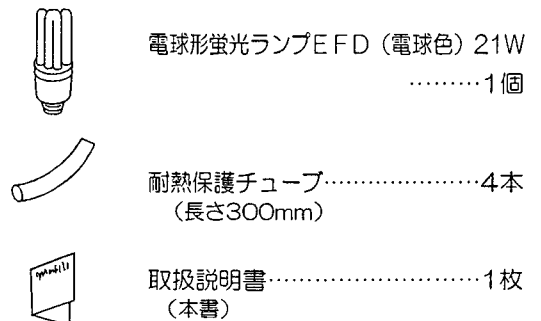 電球形蛍光ランプEFD（電球色）21W
………1個
耐熱保護チューブ…………………4本
（長さ300mm）
取扱説明書………………………1枚
（本書）